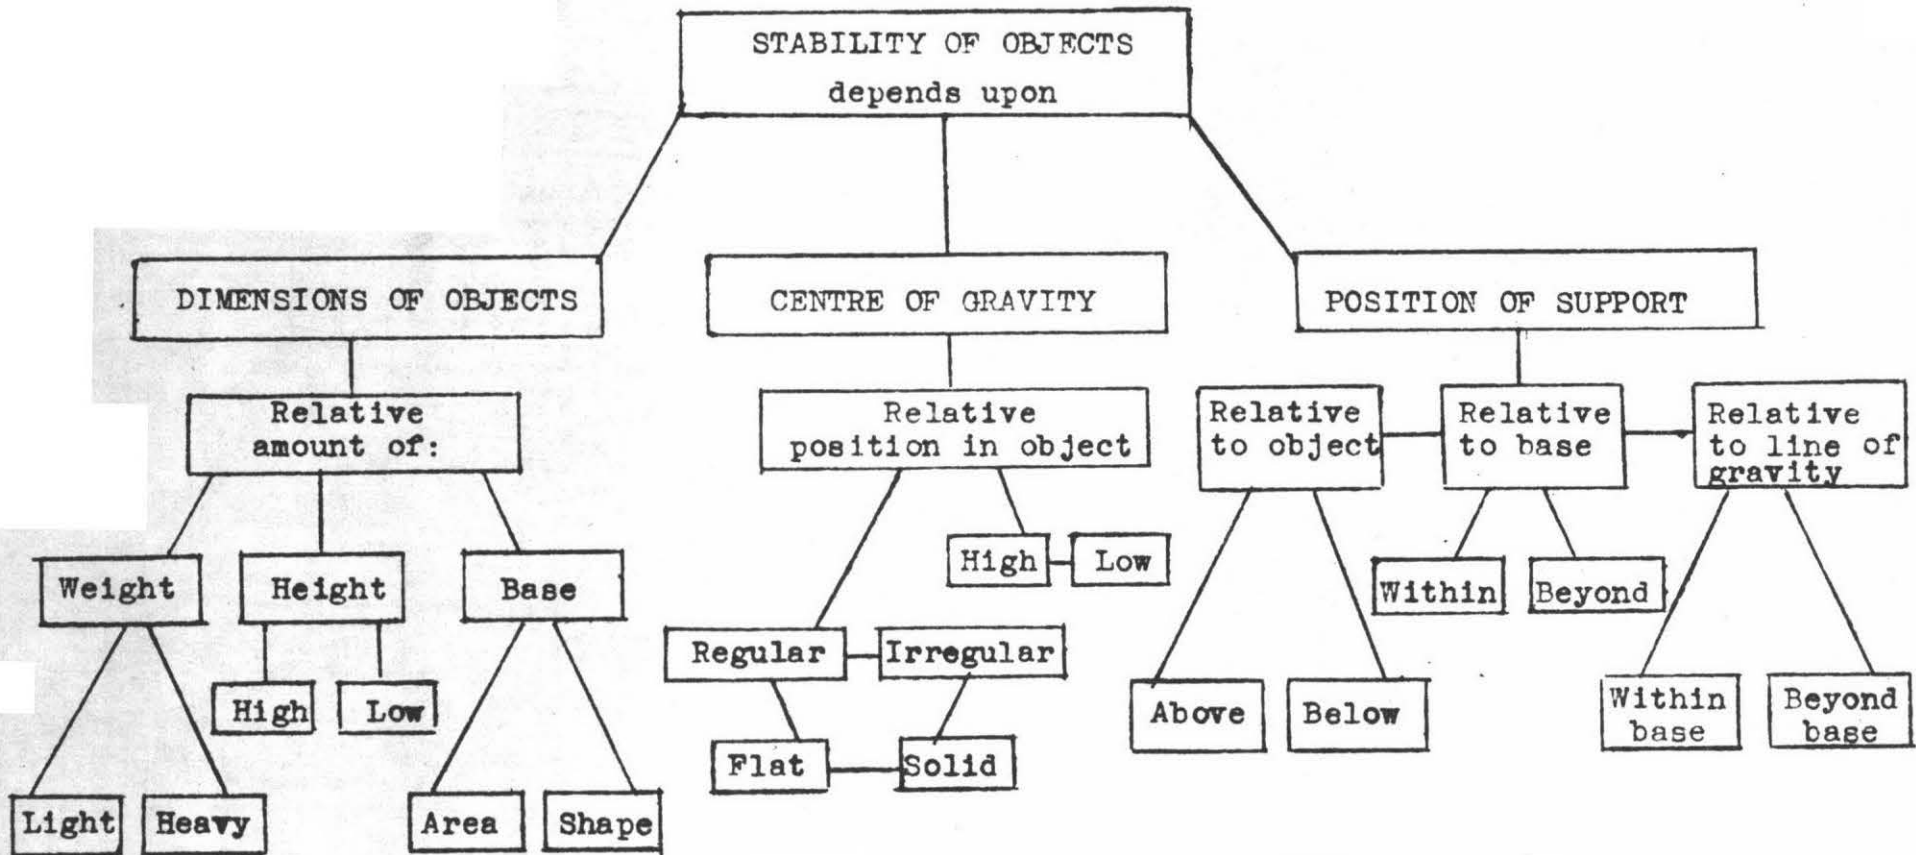 STABILITY OF OBJECTS
depends upon
DIMENSIONS OF OBJECTS
CENTRE OF GRAVITY
POSITION OF SUPPORT
Relative
amount of:
Relative
position in object
Relative
to object
Relative
to base
Relative
to line of
gravity
Weight
Height
Base
High
Low
Within
Beyond
Regular
Irregular
High
Low
Above
Below
Within
base
Beyond
base
Flat
Solid
Light
Heavy
Area
Shape